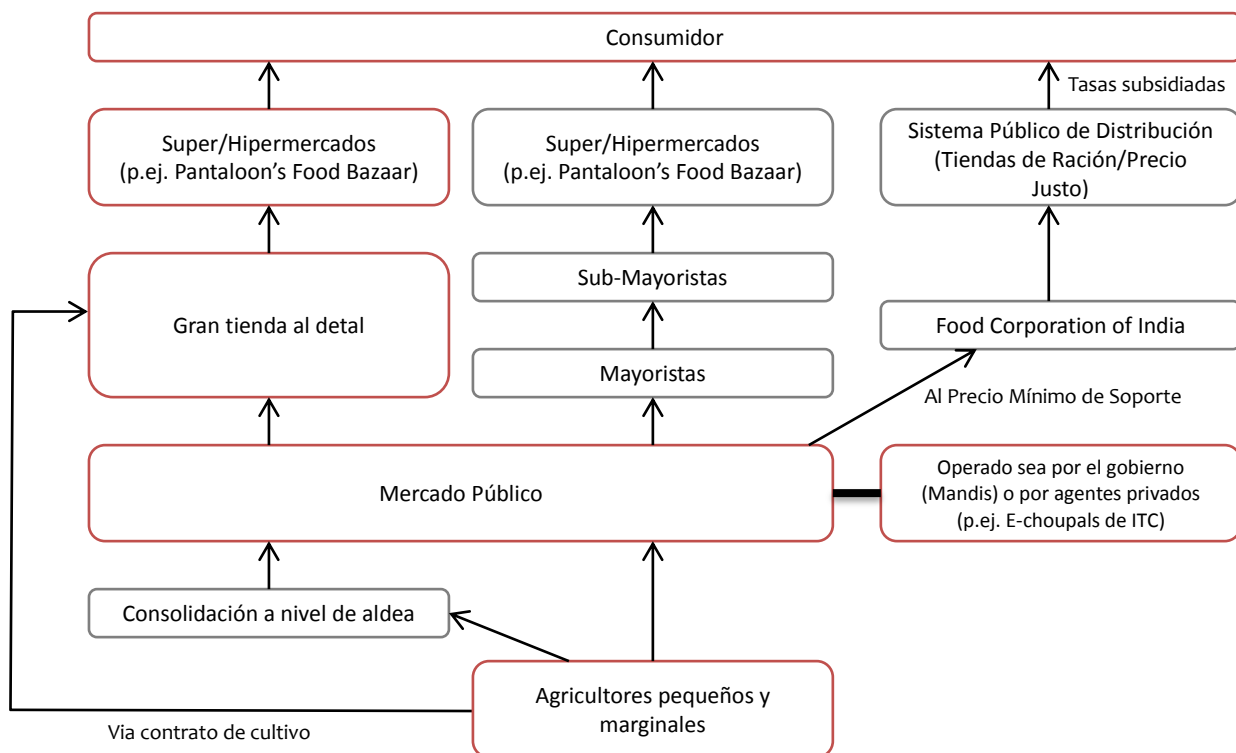 Consumidor
Tasas subsidiadas
Super/Hipermercados
(p.ej. Pantaloon’s Food Bazaar)
Super/Hipermercados
(p.ej. Pantaloon’s Food Bazaar)
Sistema Público de Distribución
(Tiendas de Ración/Precio
Justo)
Gran tienda al detal
Sub-Mayoristas
Mayoristas
Food Corporation of India
Al Precio Mínimo de Soporte
Mercado Público
Operado sea por el gobierno
(Mandis) o por agentes privados
(p.ej. E-choupals de ITC)
Consolidación a nivel de aldea
Agricultores pequeños y
marginales
Via contrato de cultivo